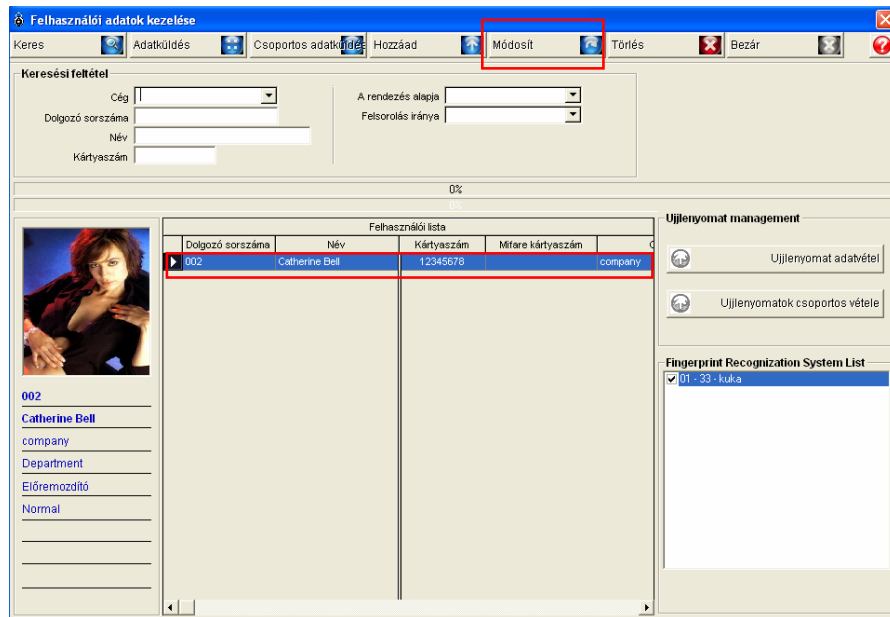 Felhasználói adatok kezelése
Keres Adatküldés Csoportos adatküldés Hozzáad Módosít Törlés Bezár
Keresési feltétel
Cég A rendezés alapja
Dolgozó sorszáma Felsorolás iránya
Név
Kártyaszám
0%
0%
Felhasználói lista
Dolgozó sorszáma Név Kártyaszám Mifare kártyaszám C
002 Catherine Bell 12345678 company
Ujjlenyomat management
Ujjlenyomat adatvétel
Ujjlenyomatok csoportos vétele
Fingerprint Recognization System List
01 - 33 - kuka
002
Catherine Bell
company
Department
Előremozdító
Normal